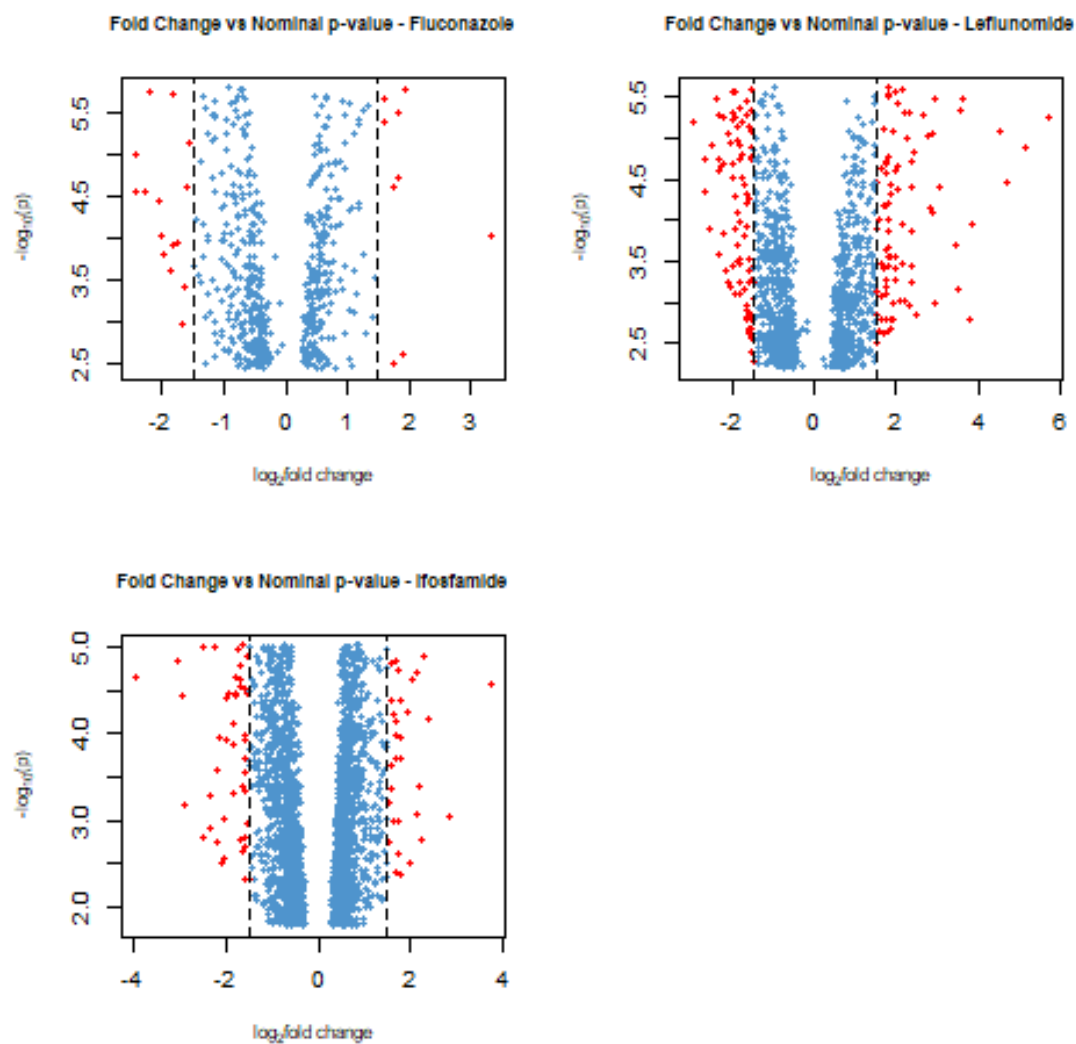 Fold Change vs Nominal p-value - Fluconazole
5.5
4.5
3.5
2.5
-log₁₀(p)
-2 -1 0 1 2 3
log₂fold change
Fold Change vs Nominal p-value - Leflunomide
5.5
4.5
3.5
2.5
-log₁₀(p)
-2 0 2 4 6
log₂fold change
Fold Change vs Nominal p-value - Ifosfamide
5.0
4.0
3.0
2.0
-log₁₀(p)
-4 -2 0 2 4
log₂fold change